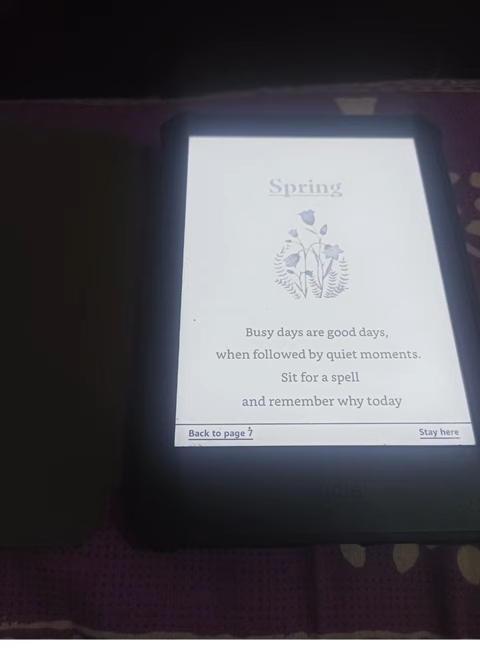 Spring
Busy days are good days,
when followed by quiet moments.
Sit for a spell
and remember why today
Back to page 7
Stay here